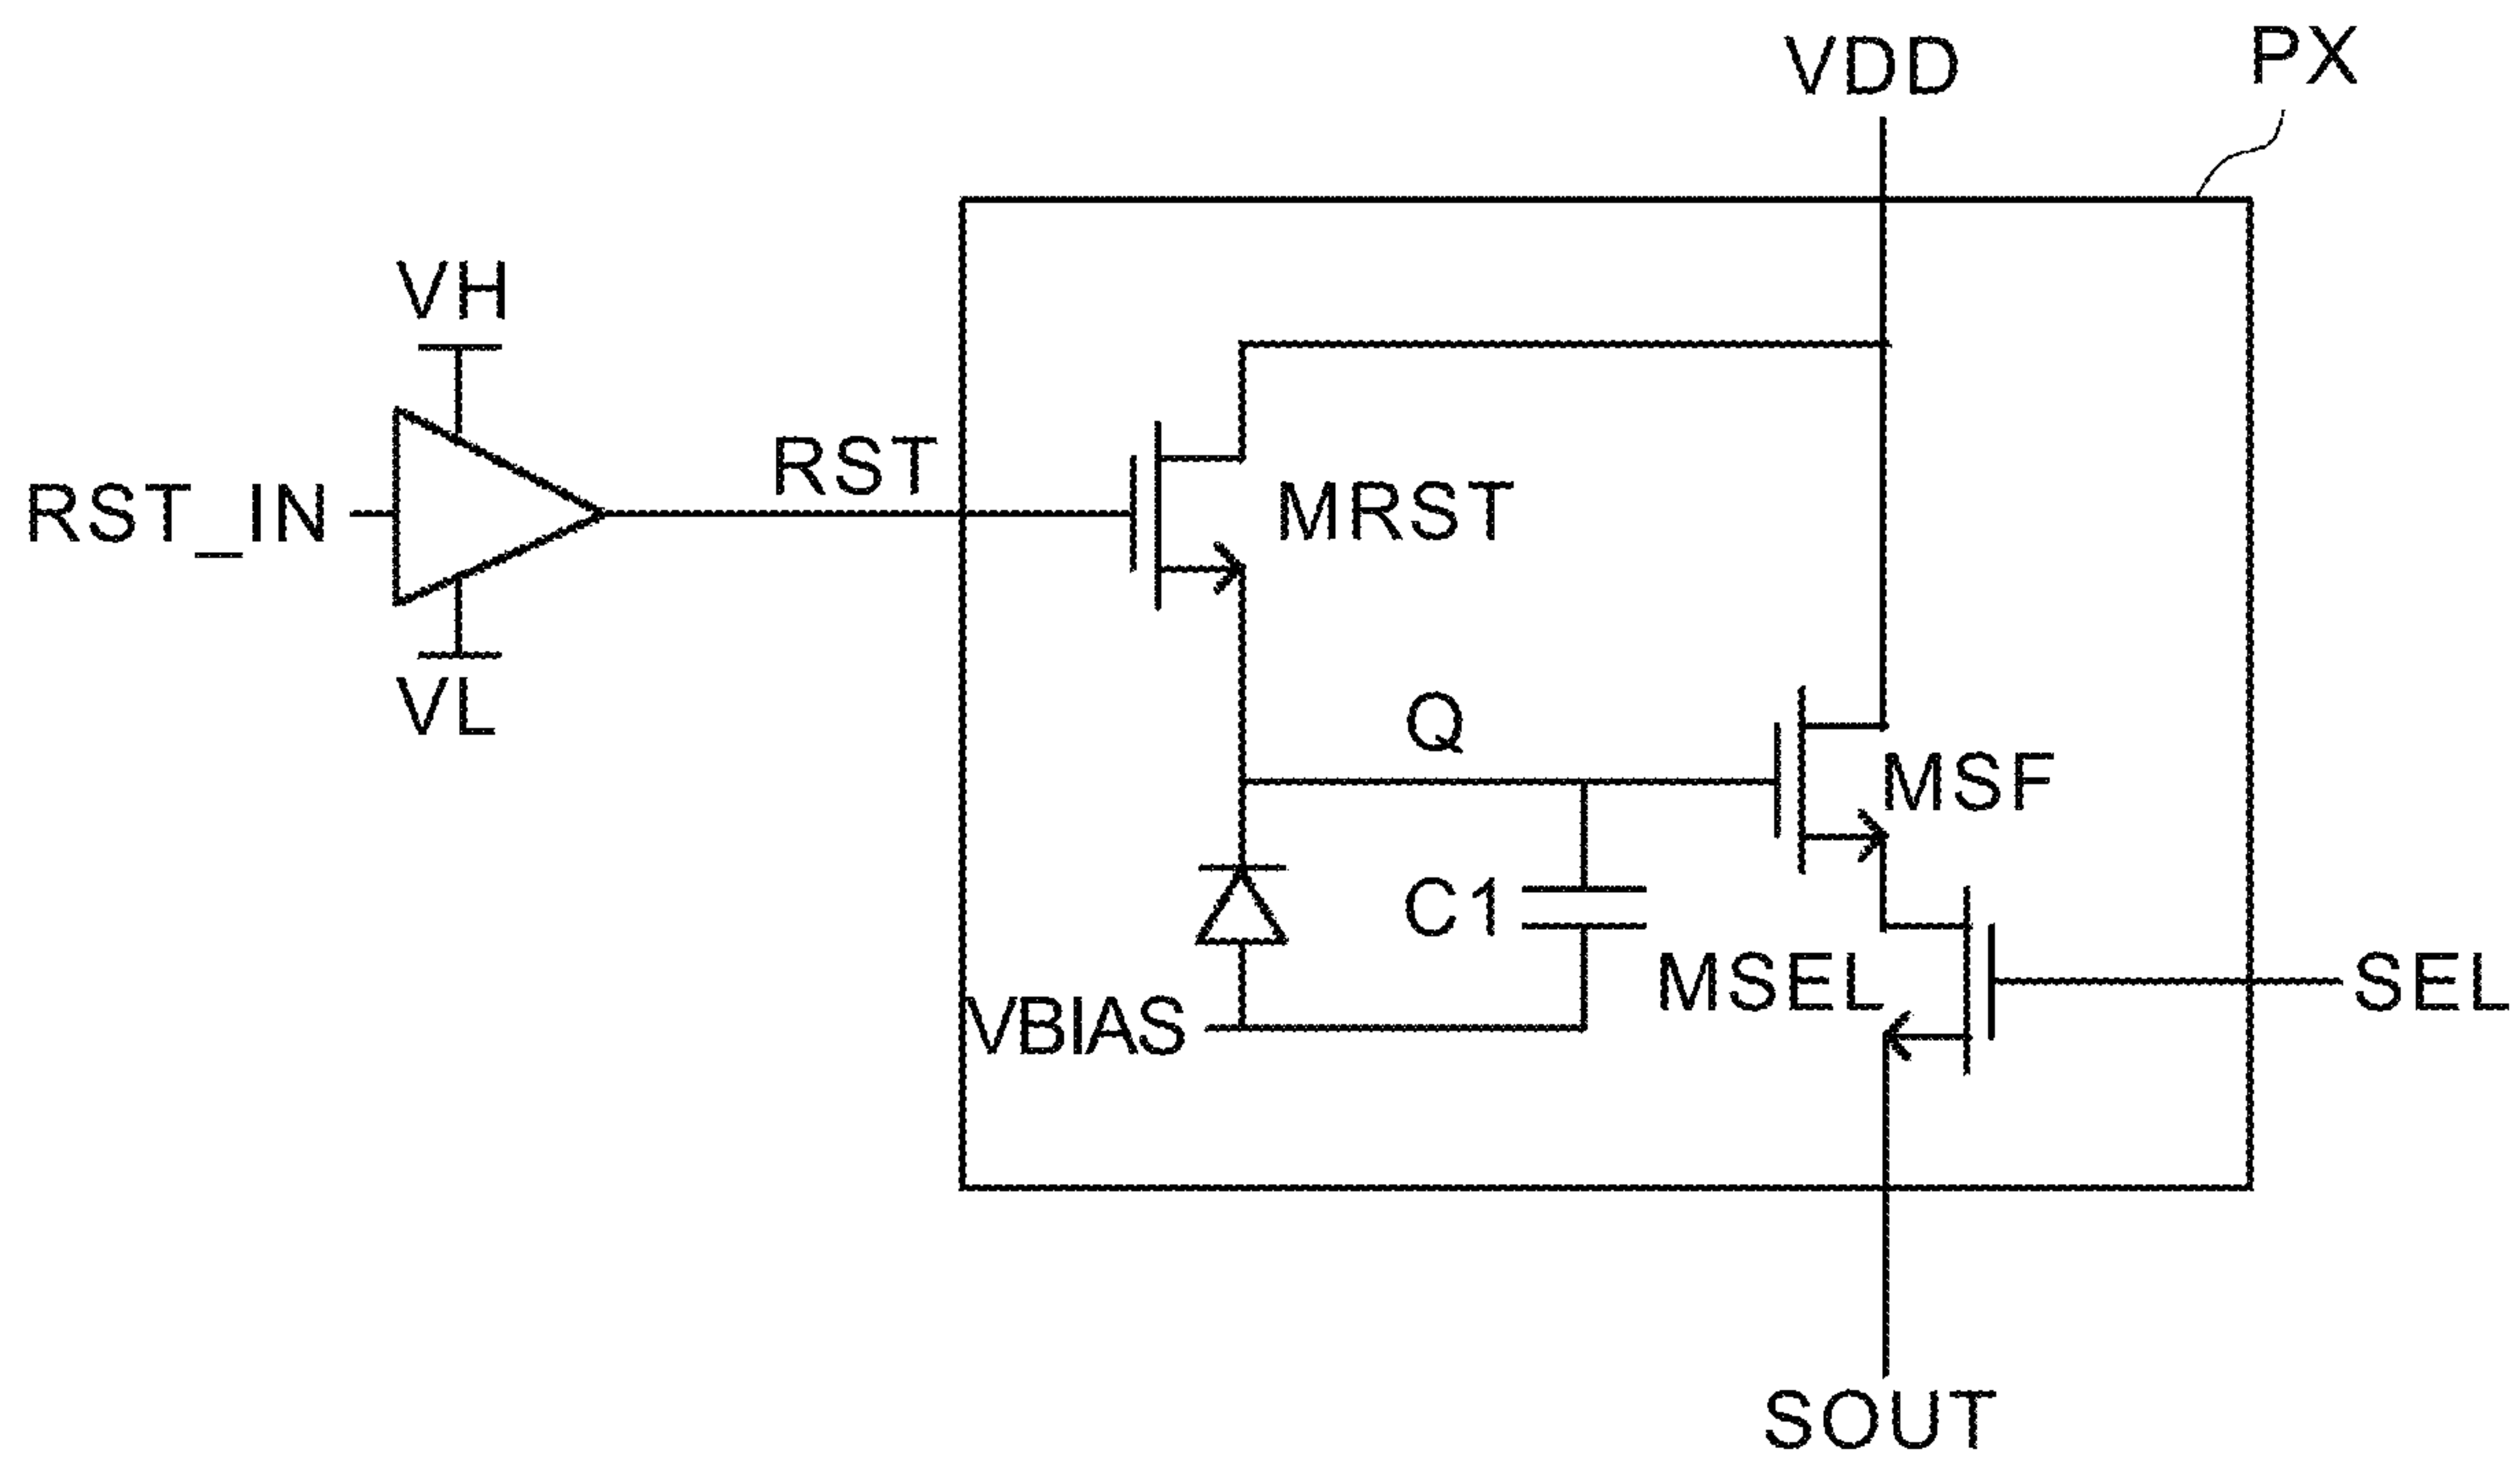 PX
VDD
VH
RST
RST_IN
MRST
VL
Q
MSF
C1
MSEL
SEL
VBIAS
SOUT